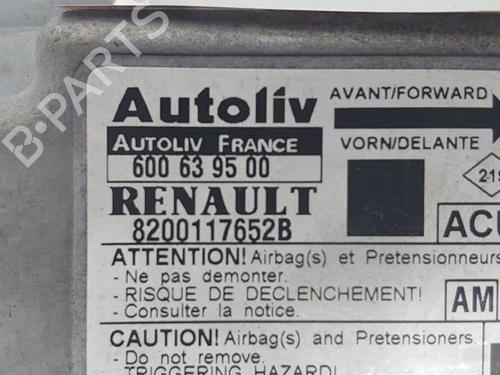 Autoliv
AVANT/FORWARD
AUTOLIV FRANCE
VORN/DELANTE
600 63 95 00
RENAULT
8200117652B
ATTENTION! Airbag(s) et Pretensionneurs
- Ne pas demonter.
- RISQUE DE DECLENCHEMENT!
- Consulter la notice.
AM
CAUTION! Airbag(s) and Pretensioners
- Do not remove.
TRIGGERING HAZARD!
B-PARTS